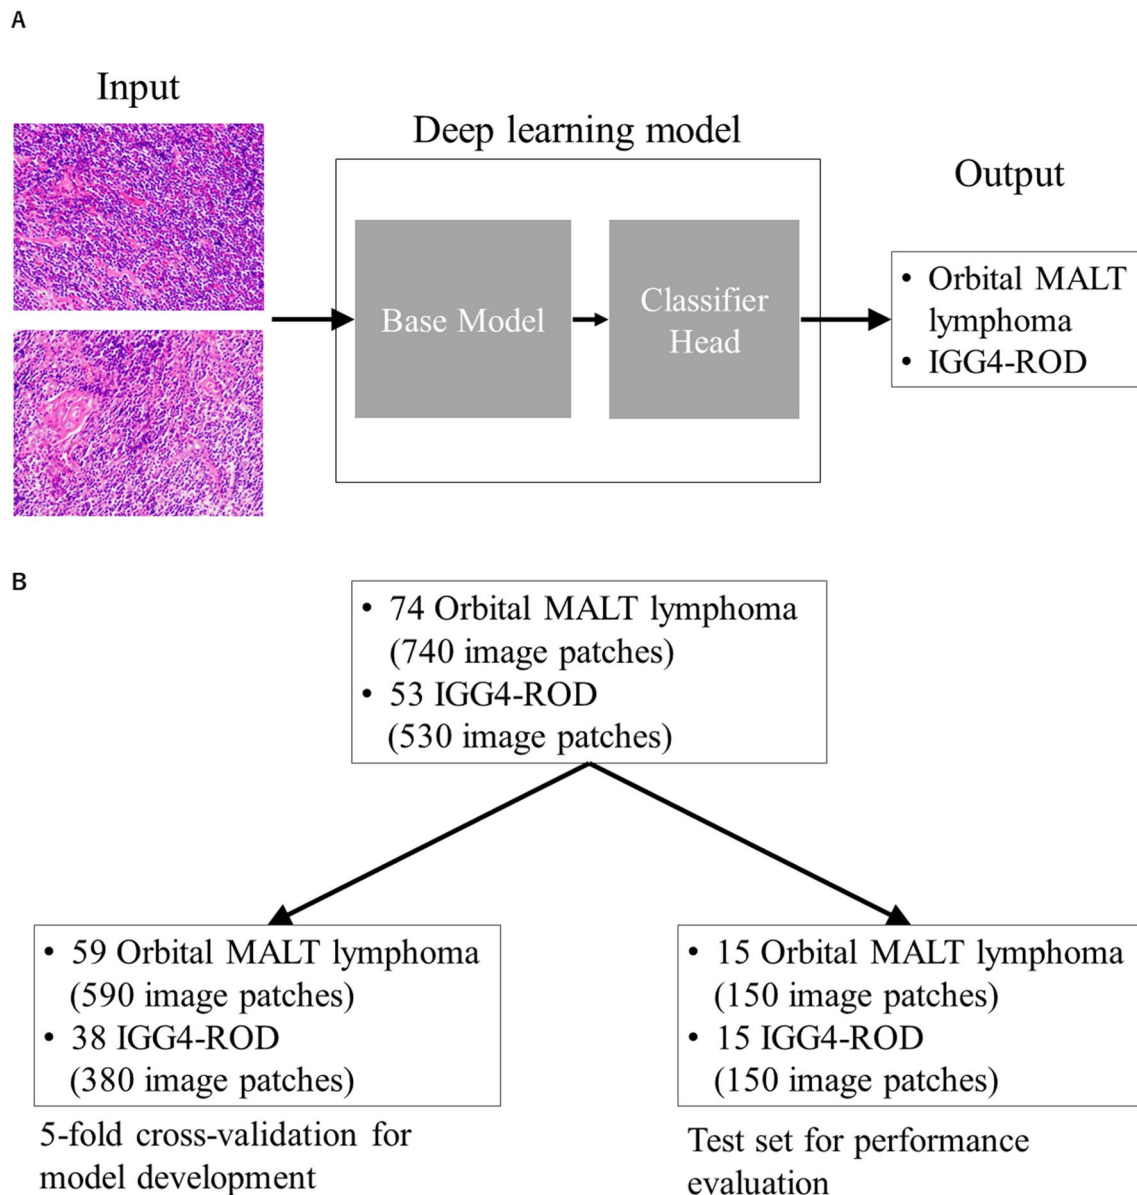 A
Input
Deep learning model
Output
Base Model
Classifier
Head
• Orbital MALT
lymphoma
• IGG4-ROD
B
• 74 Orbital MALT lymphoma
(740 image patches)
• 53 IGG4-ROD
(530 image patches)
• 59 Orbital MALT lymphoma
(590 image patches)
• 38 IGG4-ROD
(380 image patches)
5-fold cross-validation for
model development
• 15 Orbital MALT lymphoma
(150 image patches)
• 15 IGG4-ROD
(150 image patches)
Test set for performance
evaluation